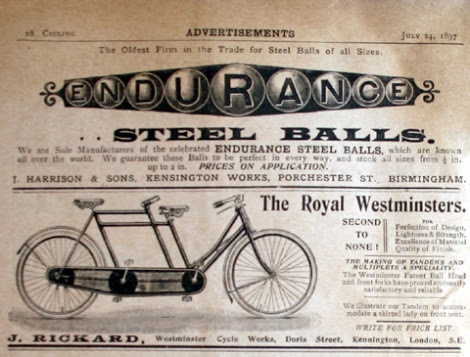 28 Cycling ADVERTISEMENTS July 24, 1897
The Oldest Firm in the Trade for Steel Balls of all Sizes.
ENDURANCE
.. STEEL BALLS.
We are Sole Manufacturers of the celebrated ENDURANCE STEEL BALLS, which are known
all over the world. We guarantee these Balls to be perfect in every way, and stock all sizes from ⅛ in.
up to 2 in. PRICES ON APPLICATION.
J. HARRISON & SONS, KENSINGTON WORKS, PORCHESTER ST., BIRMINGHAM.
The Royal Westminsters.
SECOND
TO
NONE!
FOR
Perfection of Design,
Lightness & Strength,
Excellence of Material
Quality of Finish.
THE MAKING OF TANDEMS AND
MULTIPLETS A SPECIALITY.
The Westminster Patent Ball Head
and front forks have proved eminently
satisfactory and reliable.
We illustrate our Tandem to accom-
modate a skirted lady on front seat.
WRITE FOR PRICE LIST.
J. RICKARD, Westminster Cycle Works, Doris Street, Kennington, London, S.E.